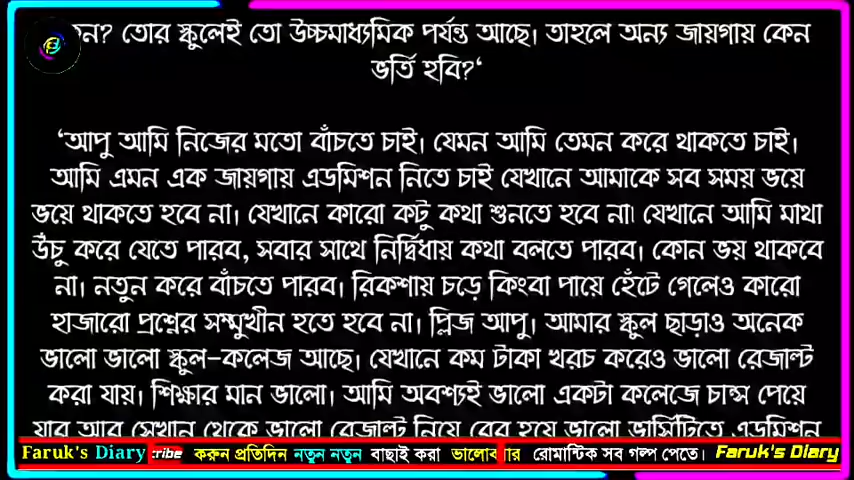 তোর স্কুলেই তো উচ্চমাধ্যমিক পর্যন্ত আছে। তাহলে অন্য জায়গায় কেন
ভর্তি হবি?‘
‘আপু আমি নিজের মতো বাঁচতে চাই। যেমন আমি তেমন করে থাকতে চাই।
আমি এমন এক জায়গায় এডমিশন নিতে চাই যেখানে আমাকে সব সময় ভয়ে
ভয়ে থাকতে হবে না। যেখানে কারো কটু কথা শুনতে হবে না। যেখানে আমি মাথা
উঁচু করে যেতে পারব, সবার সাথে নির্দ্বিধায় কথা বলতে পারব। কোন ভয় থাকবে
না। নতুন করে বাঁচতে পারব। রিকশায় চড়ে কিংবা পায়ে হেঁটে গেলেও কারো
হাজারো প্রশ্নের সম্মুখীন হতে হবে না। প্লিজ আপু। আমার স্কুল ছাড়াও অনেক
ভালো ভালো স্কুল-কলেজ আছে। যেখানে কম টাকা খরচ করেও ভালো রেজাল্ট
করা যায়। শিক্ষার মান ভালো। আমি অবশ্যই ভালো একটা কলেজে চান্স পেয়ে
যাব আর সেখান থেকে ভালো রেজাল্ট নিয়ে বের হয়ে ভালো ভার্সিটিতে এডমিশন
Faruk's Diary করুন প্রতিদিন নতুন নতুন বাছাই করা রোমান্টিক সব গল্প পেতে। Faruk's Diary